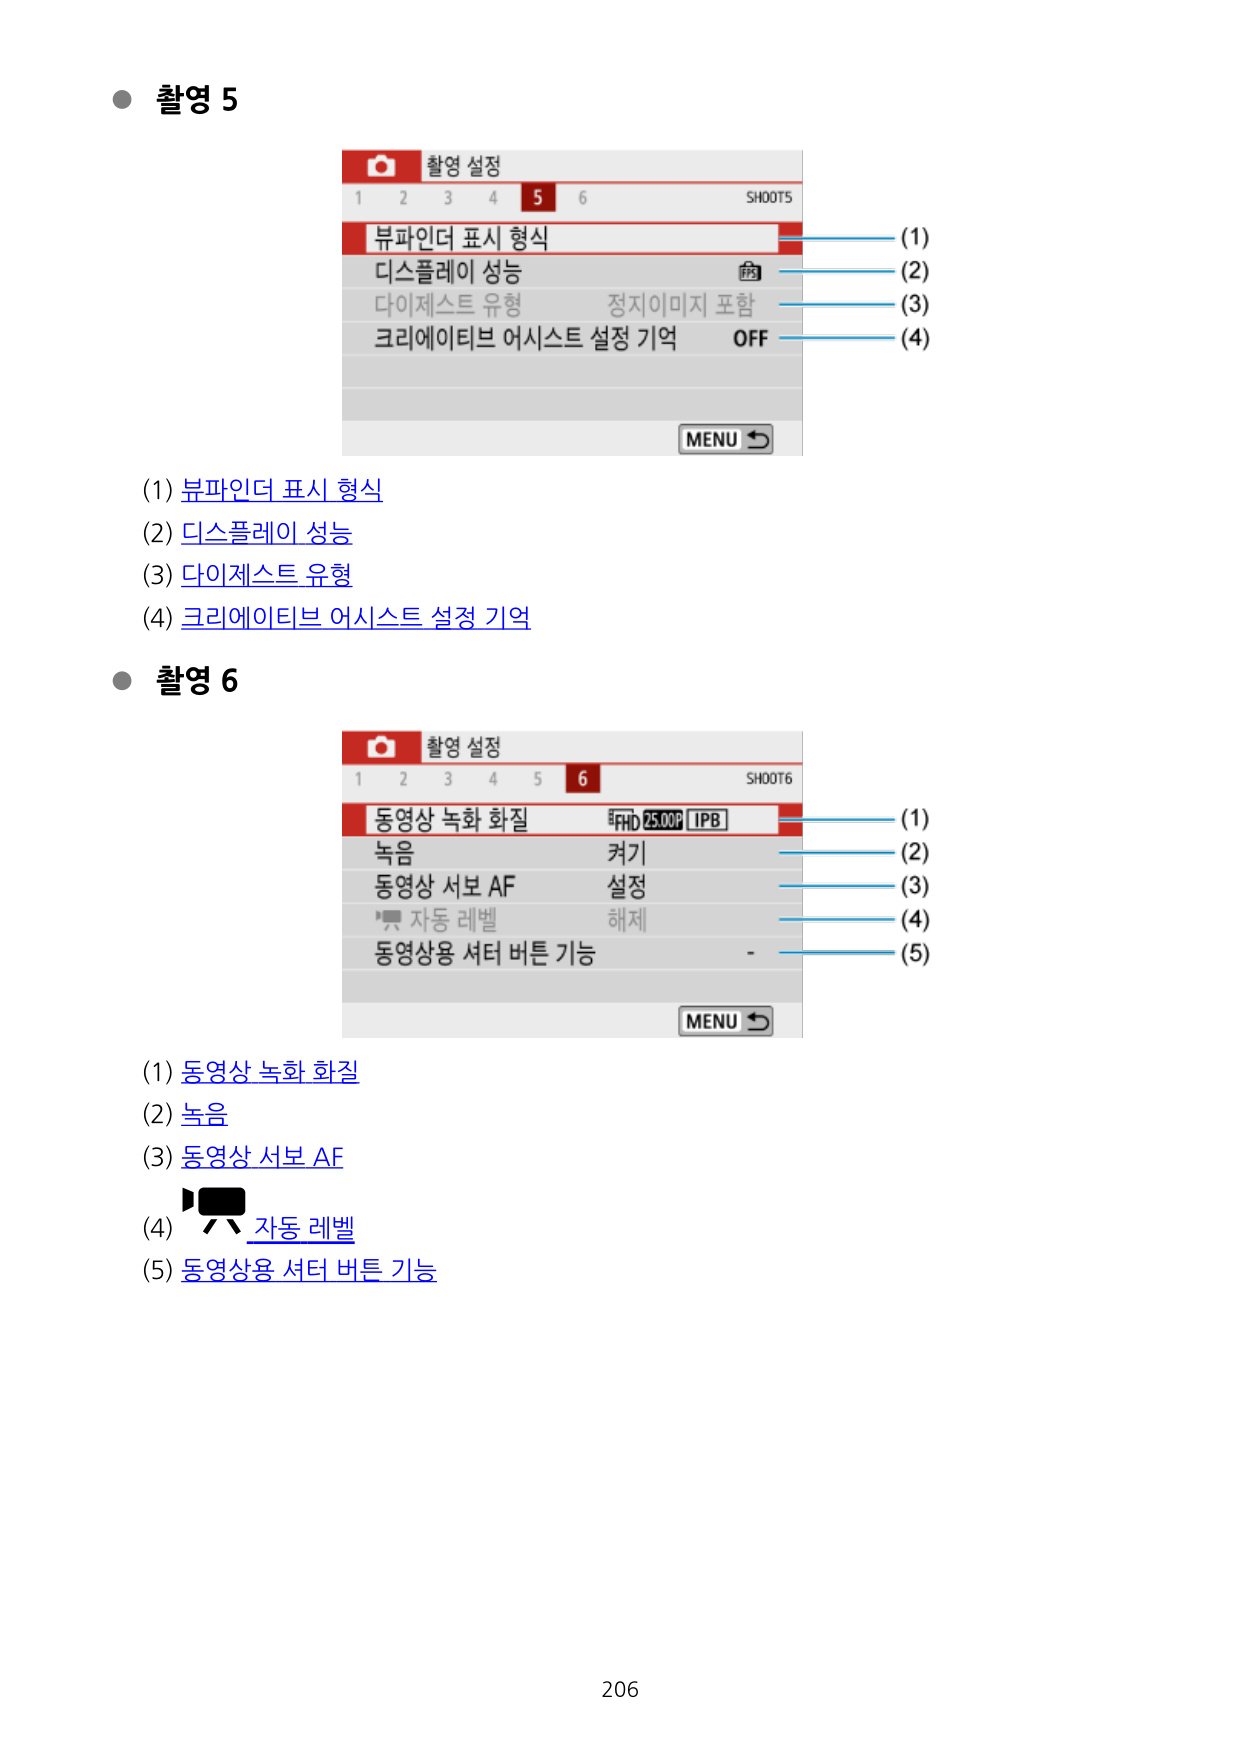 ● 촬영 5
촬영 설정
1 2 3 4 5 6 SHOOT5
뷰파인더 표시 형식 (1)
디스플레이 성능 FPS (2)
다이제스트 유형 정지이미지 포함 (3)
크리에이티브 어시스트 설정 기억 OFF (4)
MENU
(1) 뷰파인더 표시 형식
(2) 디스플레이 성능
(3) 다이제스트 유형
(4) 크리에이티브 어시스트 설정 기억
● 촬영 6
촬영 설정
1 2 3 4 5 6 SHOOT6
동영상 녹화 화질 FHD 25.00P IPB (1)
녹음 켜기 (2)
동영상 서보 AF 설정 (3)
자동 레벨 해제 (4)
동영상용 셔터 버튼 기능 - (5)
MENU
(1) 동영상 녹화 화질
(2) 녹음
(3) 동영상 서보 AF
(4) 자동 레벨
(5) 동영상용 셔터 버튼 기능
206